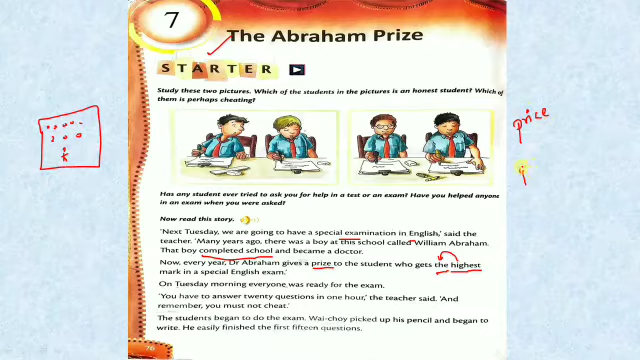 7
The Abraham Prize
STARTER
Study these two pictures. Which of the students in the pictures is an honest student? Which of
them is perhaps cheating?
price
Has any student ever tried to ask you for help in a test or an exam? Have you helped anyone
in an exam when you were asked?
Now read this story.
'Next Tuesday, we are going to have a special examination in English,' said the
teacher. 'Many years ago, there was a boy at this school called William Abraham.
That boy completed school and became a doctor.
Now, every year, Dr Abraham gives a prize to the student who gets the highest
mark in a special English exam.'
On Tuesday morning everyone was ready for the exam.
'You have to answer twenty questions in one hour,' the teacher said. 'And
remember, you must not cheat.'
The students began to do the exam. Wai-choy picked up his pencil and began to
write. He easily finished the first fifteen questions.
76